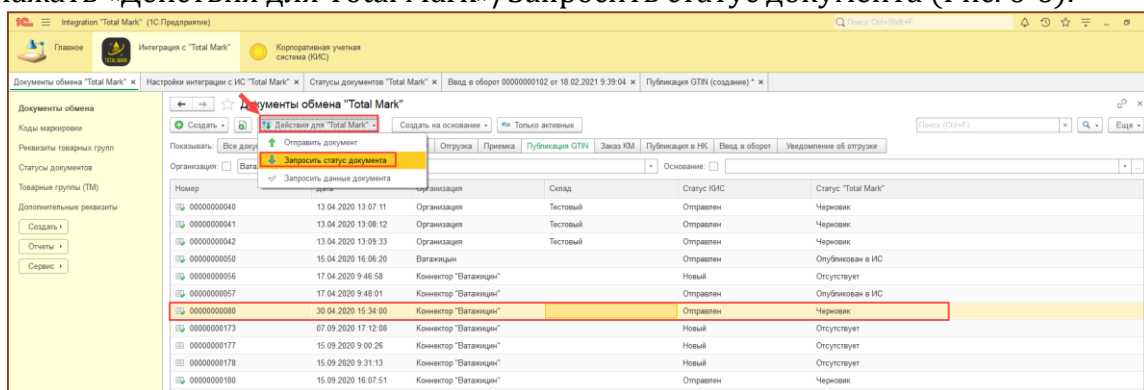 нажать «Действия для Total Mark»/Запросить статус документа (Рис. 8-6).
Integration "Total Mark" (1С:Предприятие)
Поиск Ctrl+Shift+F
Главное
TOTAL MARK
Интеграция с "Total Mark"
Корпоративная учетная
система (КИС)
Документы обмена "Total Mark" × Настройки интеграции с ИС "Total Mark" × Статусы документов "Total Mark" × Ввод в оборот 00000000102 от 18.02.2021 9:39:04 × Публикация GTIN (создание) * ×
Документы обмена
Коды маркировки
Реквизиты товарных групп
Статусы документов
Товарные группы (ТМ)
Дополнительные реквизиты
Создать
Отчеты
Сервис
Документы обмена "Total Mark"
Создать Действия для "Total Mark" Создать на основании Только активные Поиск (Ctrl+F) × Еще
Показывать: Все доку Отгрузка Приемка Публикация GTIN Заказ КМ Публикация в НК Ввод в оборот Уведомление об отгрузке
Отправить документ
Запросить статус документа
Запросить данные документа
Организация: Вата Основание:
Номер Дата Организация Склад Статус КИС Статус "Total Mark"
00000000040 13.04.2020 13:07:11 Организация Тестовый Отправлен Черновик
00000000041 13.04.2020 13:08:12 Организация Тестовый Отправлен Черновик
00000000042 13.04.2020 13:09:33 Организация Тестовый Отправлен Черновик
00000000050 15.04.2020 16:06:20 Ватажицын Отправлен Опубликован в ИС
00000000056 17.04.2020 9:46:58 Коннектор "Ватажицин" Новый Отсутствует
00000000057 17.04.2020 9:48:01 Коннектор "Ватажицин" Отправлен Опубликован в ИС
00000000080 30.04.2020 15:34:00 Коннектор "Ватажицин" Отправлен Черновик
00000000173 07.09.2020 17:12:08 Коннектор "Ватажицин" Новый Отсутствует
00000000177 15.09.2020 9:00:26 Коннектор "Ватажицин" Новый Отсутствует
00000000178 15.09.2020 9:31:13 Коннектор "Ватажицин" Новый Отсутствует
00000000180 15.09.2020 16:07:51 Коннектор "Ватажицин" Отправлен Черновик